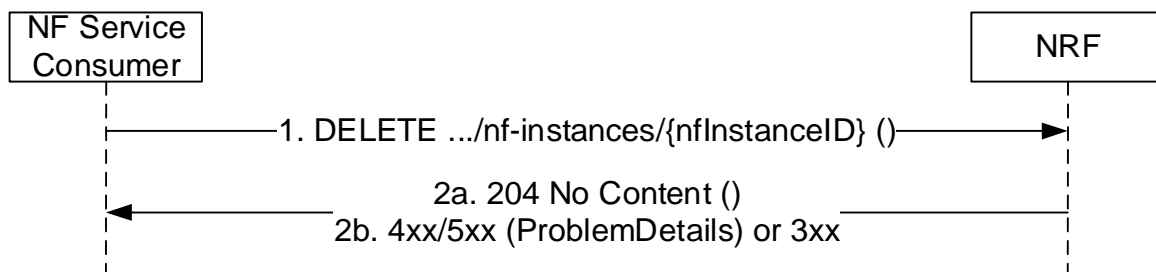 NF Service
Consumer
NRF
1. DELETE .../nf-instances/{nfInstanceID} ()
2a. 204 No Content ()
2b. 4xx/5xx (ProblemDetails) or 3xx